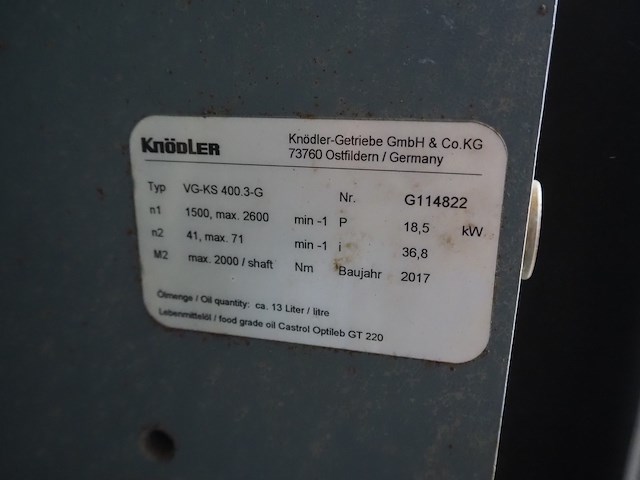 KNÖDLER
Knödler-Getriebe GmbH & Co.KG
73760 Ostfildern / Germany
Typ VG-KS 400.3-G Nr. G114822
n1 1500, max. 2600 min -1 P 18,5 kW
n2 41, max. 71 min -1 i 36,8
M2 max. 2000 / shaft Nm Baujahr 2017
Ölmenge / Oil quantity: ca. 13 Liter / litre
Lebensmittelöl / food grade oil Castrol Optileb GT 220